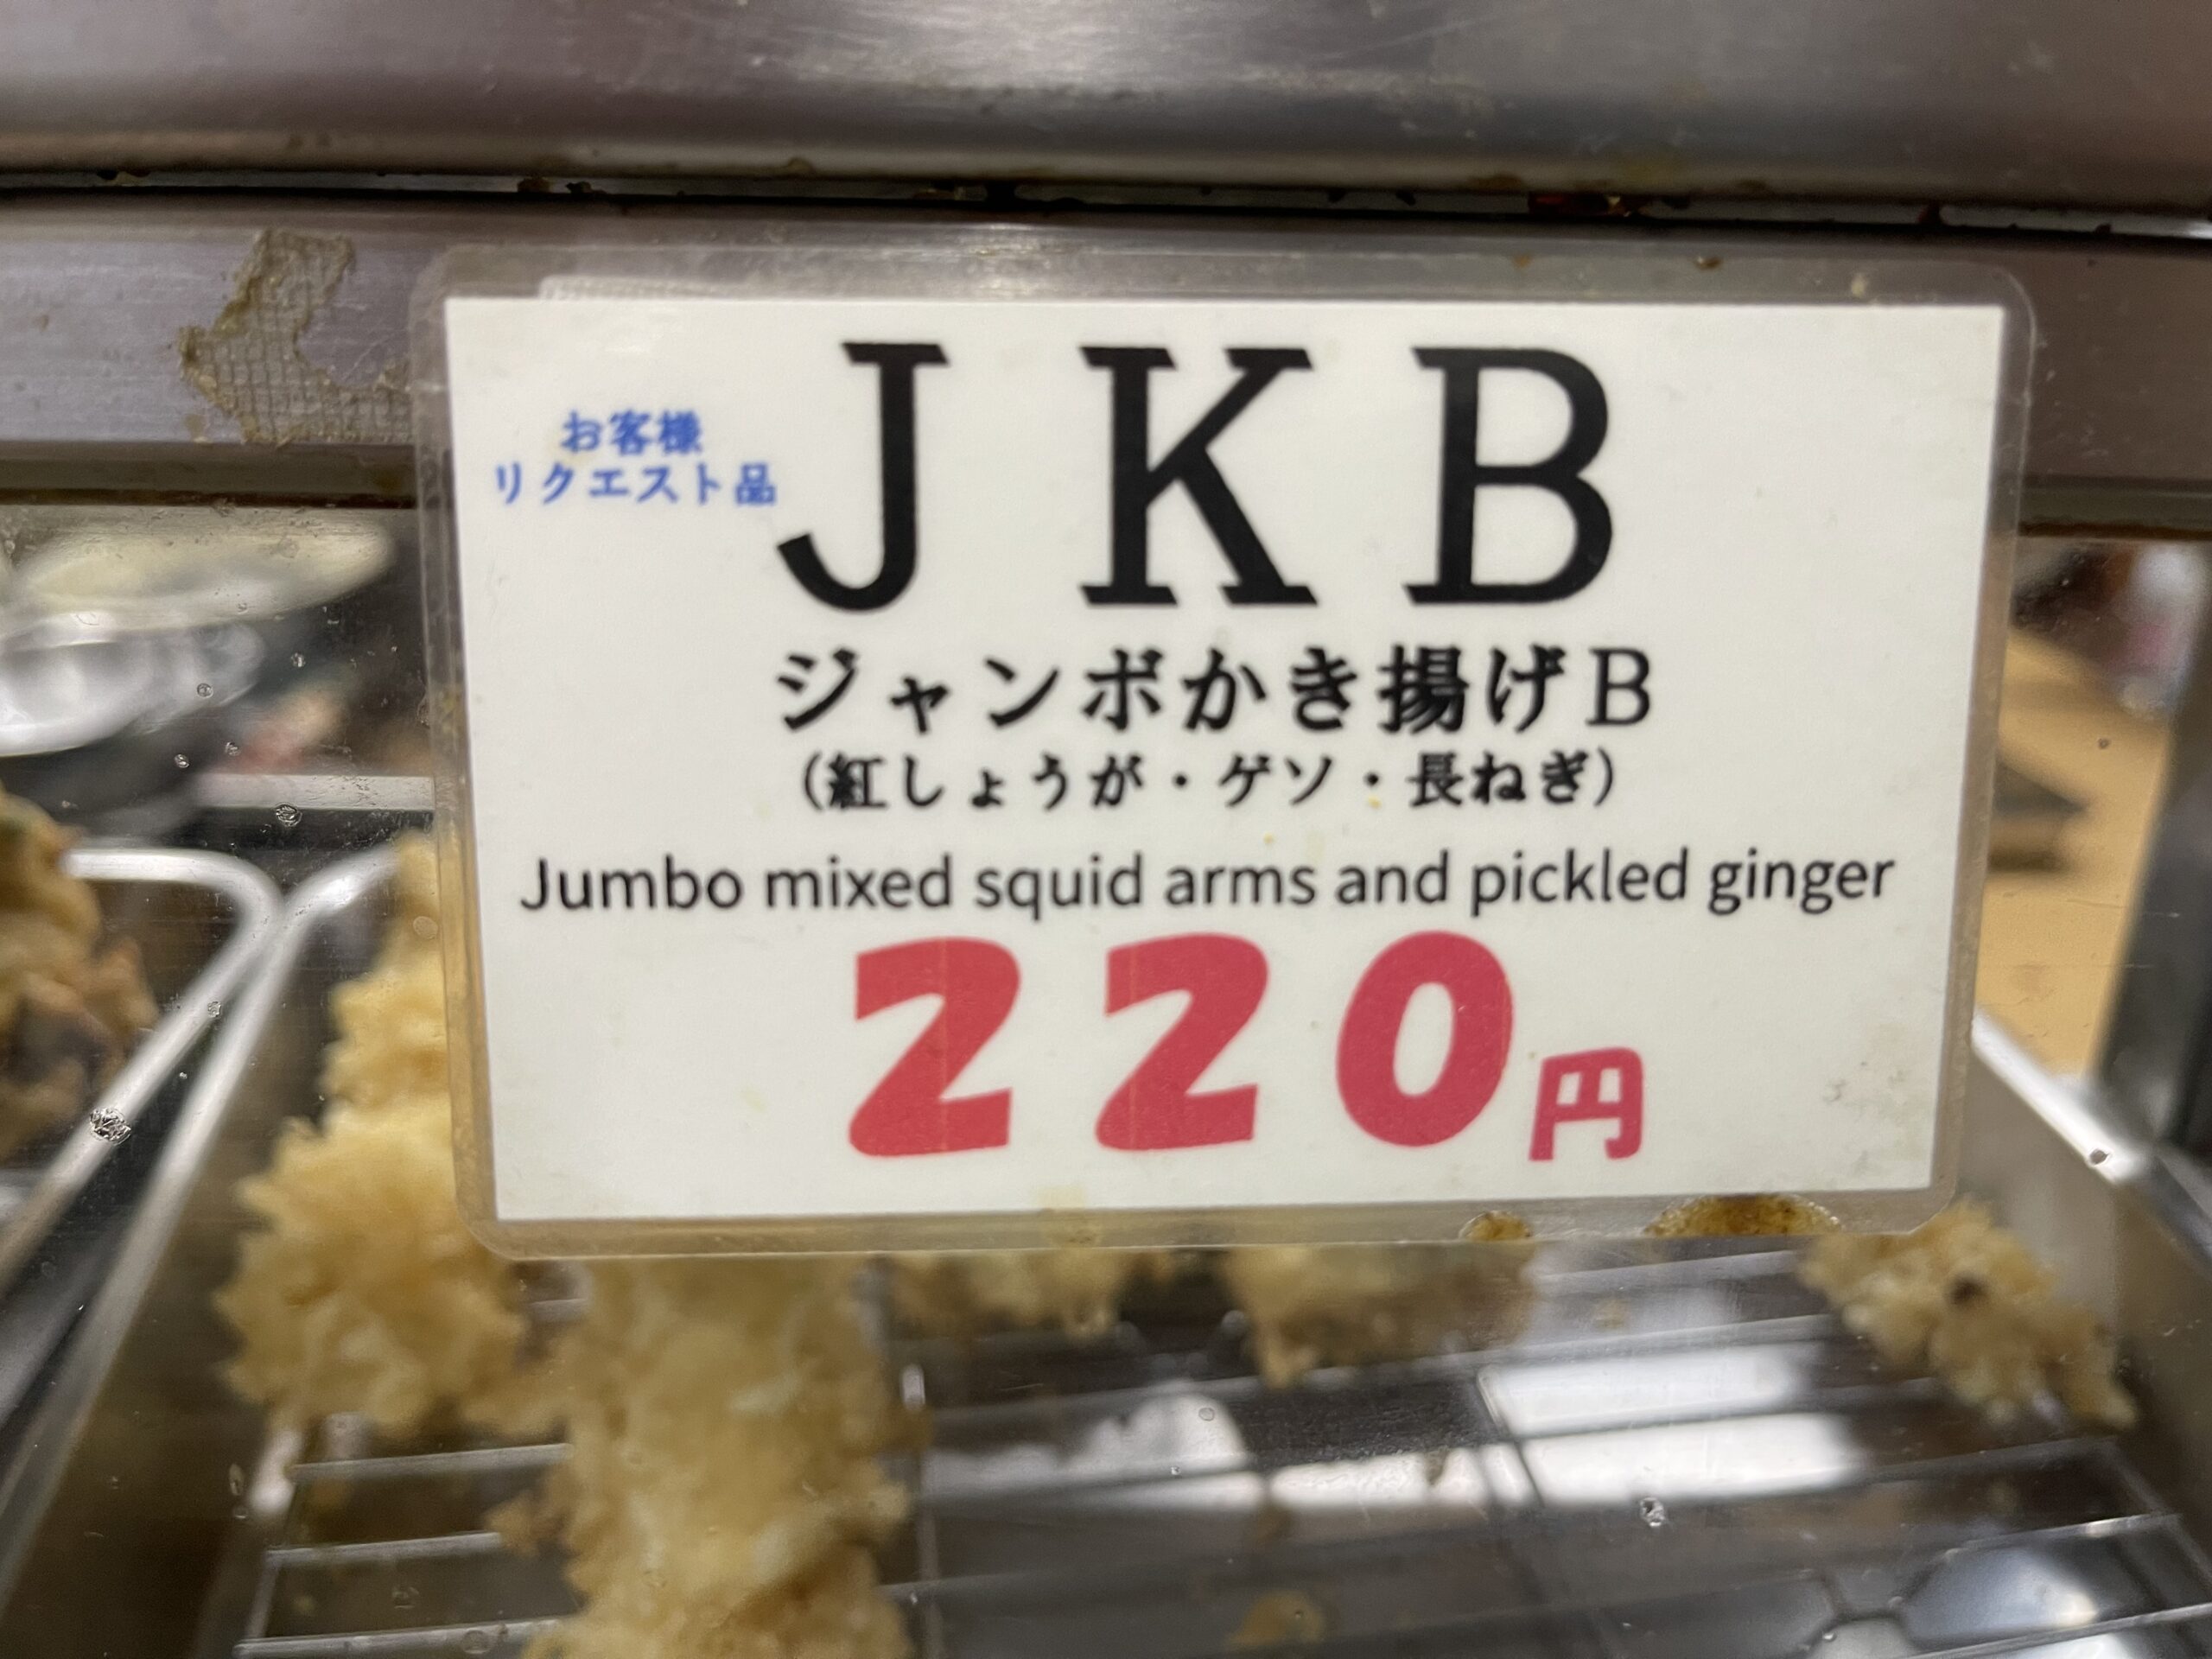 お客様
リクエスト品
JKB
ジャンボかき揚げB
（紅しょうが・ゲソ・長ねぎ）
Jumbo mixed squid arms and pickled ginger
220円